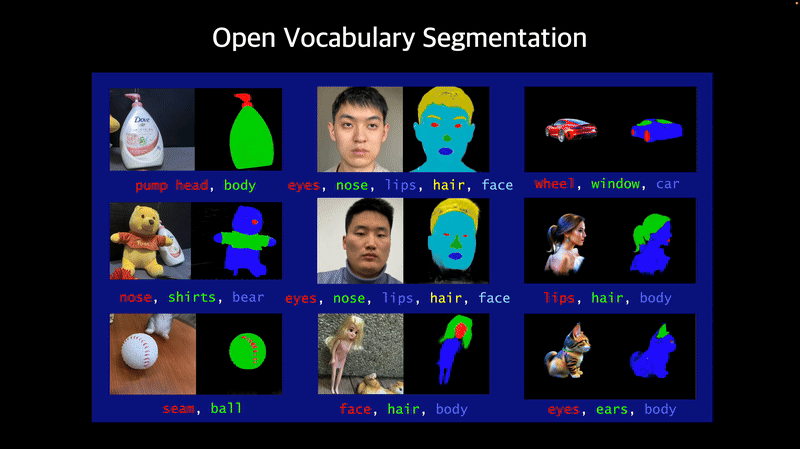 Open Vocabulary Segmentation
Dove
pump head, body
eyes, nose, lips, hair, face
wheel, window, car
nose, shirts, bear
eyes, nose, lips, hair, face
lips, hair, body
seam, ball
face, hair, body
eyes, ears, body